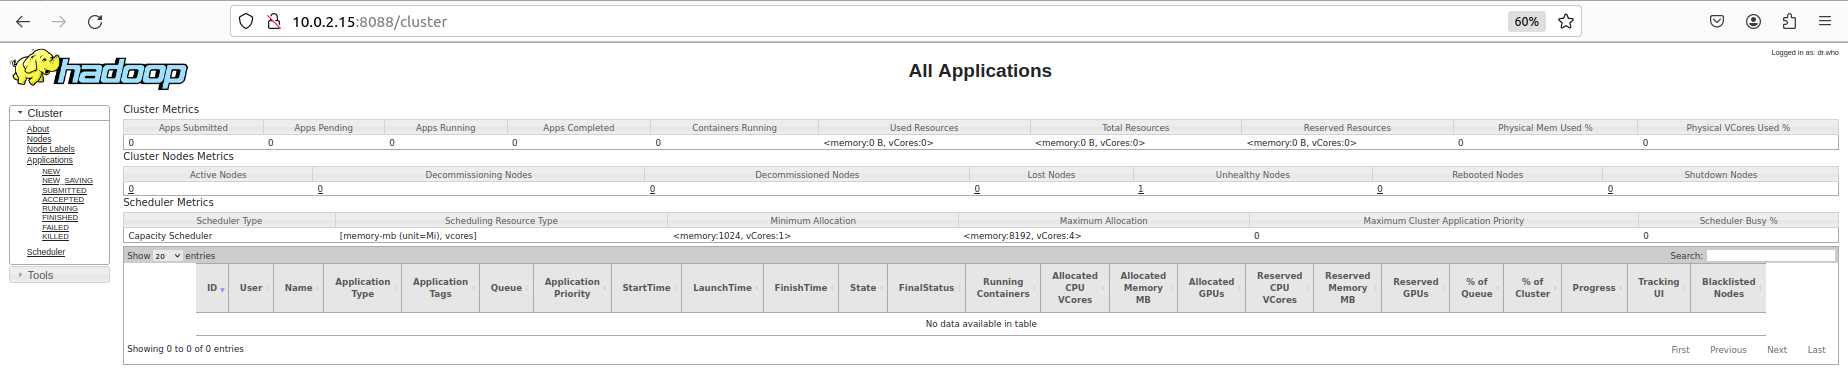 10.0.2.15:8088/cluster
60%
hadoop
All Applications
Logged in as: dr.who
Cluster
About
Nodes
Node Labels
Applications
NEW
NEW_SAVING
SUBMITTED
ACCEPTED
RUNNING
FINISHED
FAILED
KILLED
Scheduler
Tools
Cluster Metrics
Apps Submitted Apps Pending Apps Running Apps Completed Containers Running Used Resources Total Resources Reserved Resources Physical Mem Used % Physical VCores Used %
0 0 0 0 0 <memory:0 B, vCores:0> <memory:0 B, vCores:0> <memory:0 B, vCores:0> 0 0
Cluster Nodes Metrics
Active Nodes Decommissioning Nodes Decommissioned Nodes Lost Nodes Unhealthy Nodes Rebooted Nodes Shutdown Nodes
0 0 0 0 1 0 0
Scheduler Metrics
Scheduler Type Scheduling Resource Type Minimum Allocation Maximum Allocation Maximum Cluster Application Priority Scheduler Busy %
Capacity Scheduler [memory-mb (unit=Mi), vcores] <memory:1024, vCores:1> <memory:8192, vCores:4> 0 0
Show 20 entries Search:
ID User Name Application Type Application Tags Queue Application Priority StartTime LaunchTime FinishTime State FinalStatus Running Containers Allocated CPU VCores Allocated Memory MB Allocated GPUs Reserved CPU VCores Reserved Memory MB Reserved GPUs % of Queue % of Cluster Progress Tracking UI Blacklisted Nodes
No data available in table
Showing 0 to 0 of 0 entries First Previous Next Last